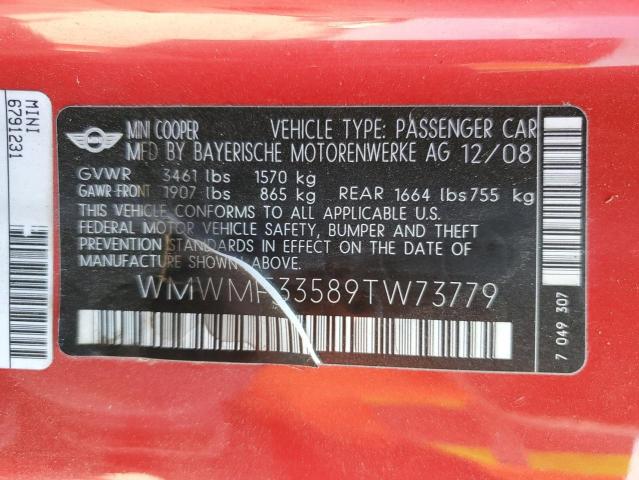 MINI COOPER VEHICLE TYPE: PASSENGER CAR
MFD BY BAYERISCHE MOTORENWERKE AG 12/08
GVWR 3461 lbs 1570 kg
GAWR-FRONT 1907 lbs 865 kg REAR 1664 lbs 755 kg
THIS VEHICLE CONFORMS TO ALL APPLICABLE U.S.
FEDERAL MOTOR VEHICLE SAFETY, BUMPER AND THEFT
PREVENTION STANDARDS IN EFFECT ON THE DATE OF
MANUFACTURE SHOWN ABOVE.
WMWMF33589TW73779
7 049 307
MINI
6791231